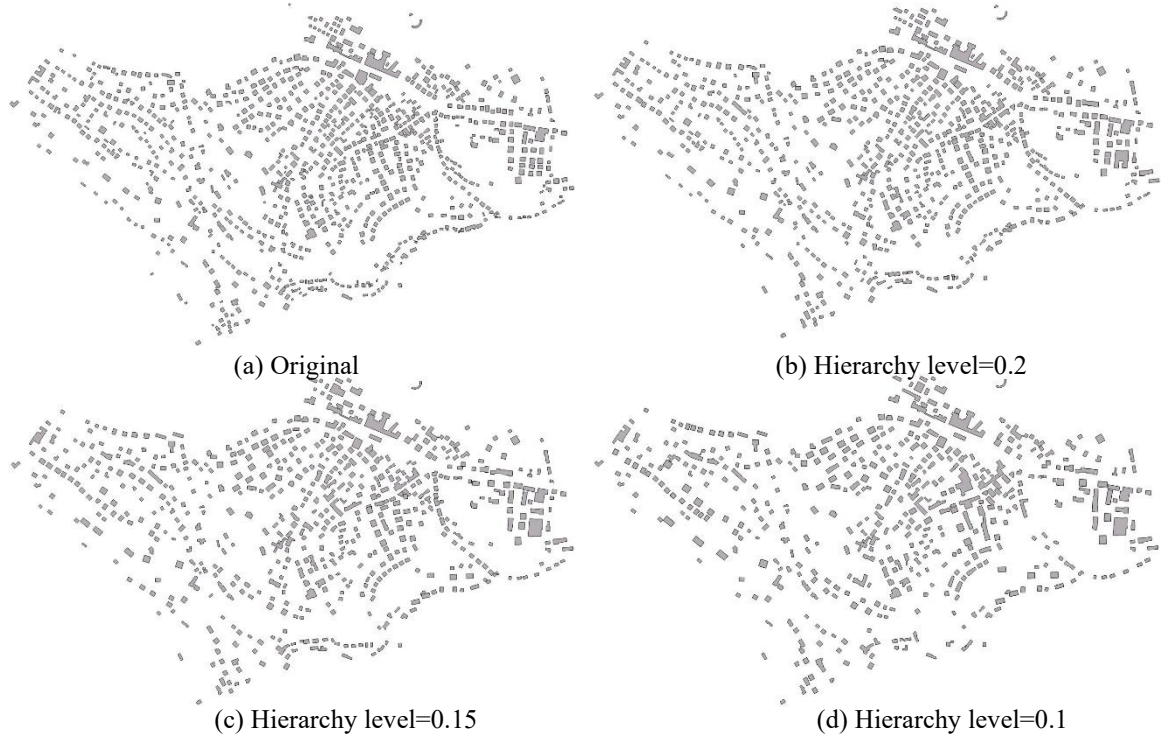 (a) Original
(b) Hierarchy level=0.2
(c) Hierarchy level=0.15
(d) Hierarchy level=0.1